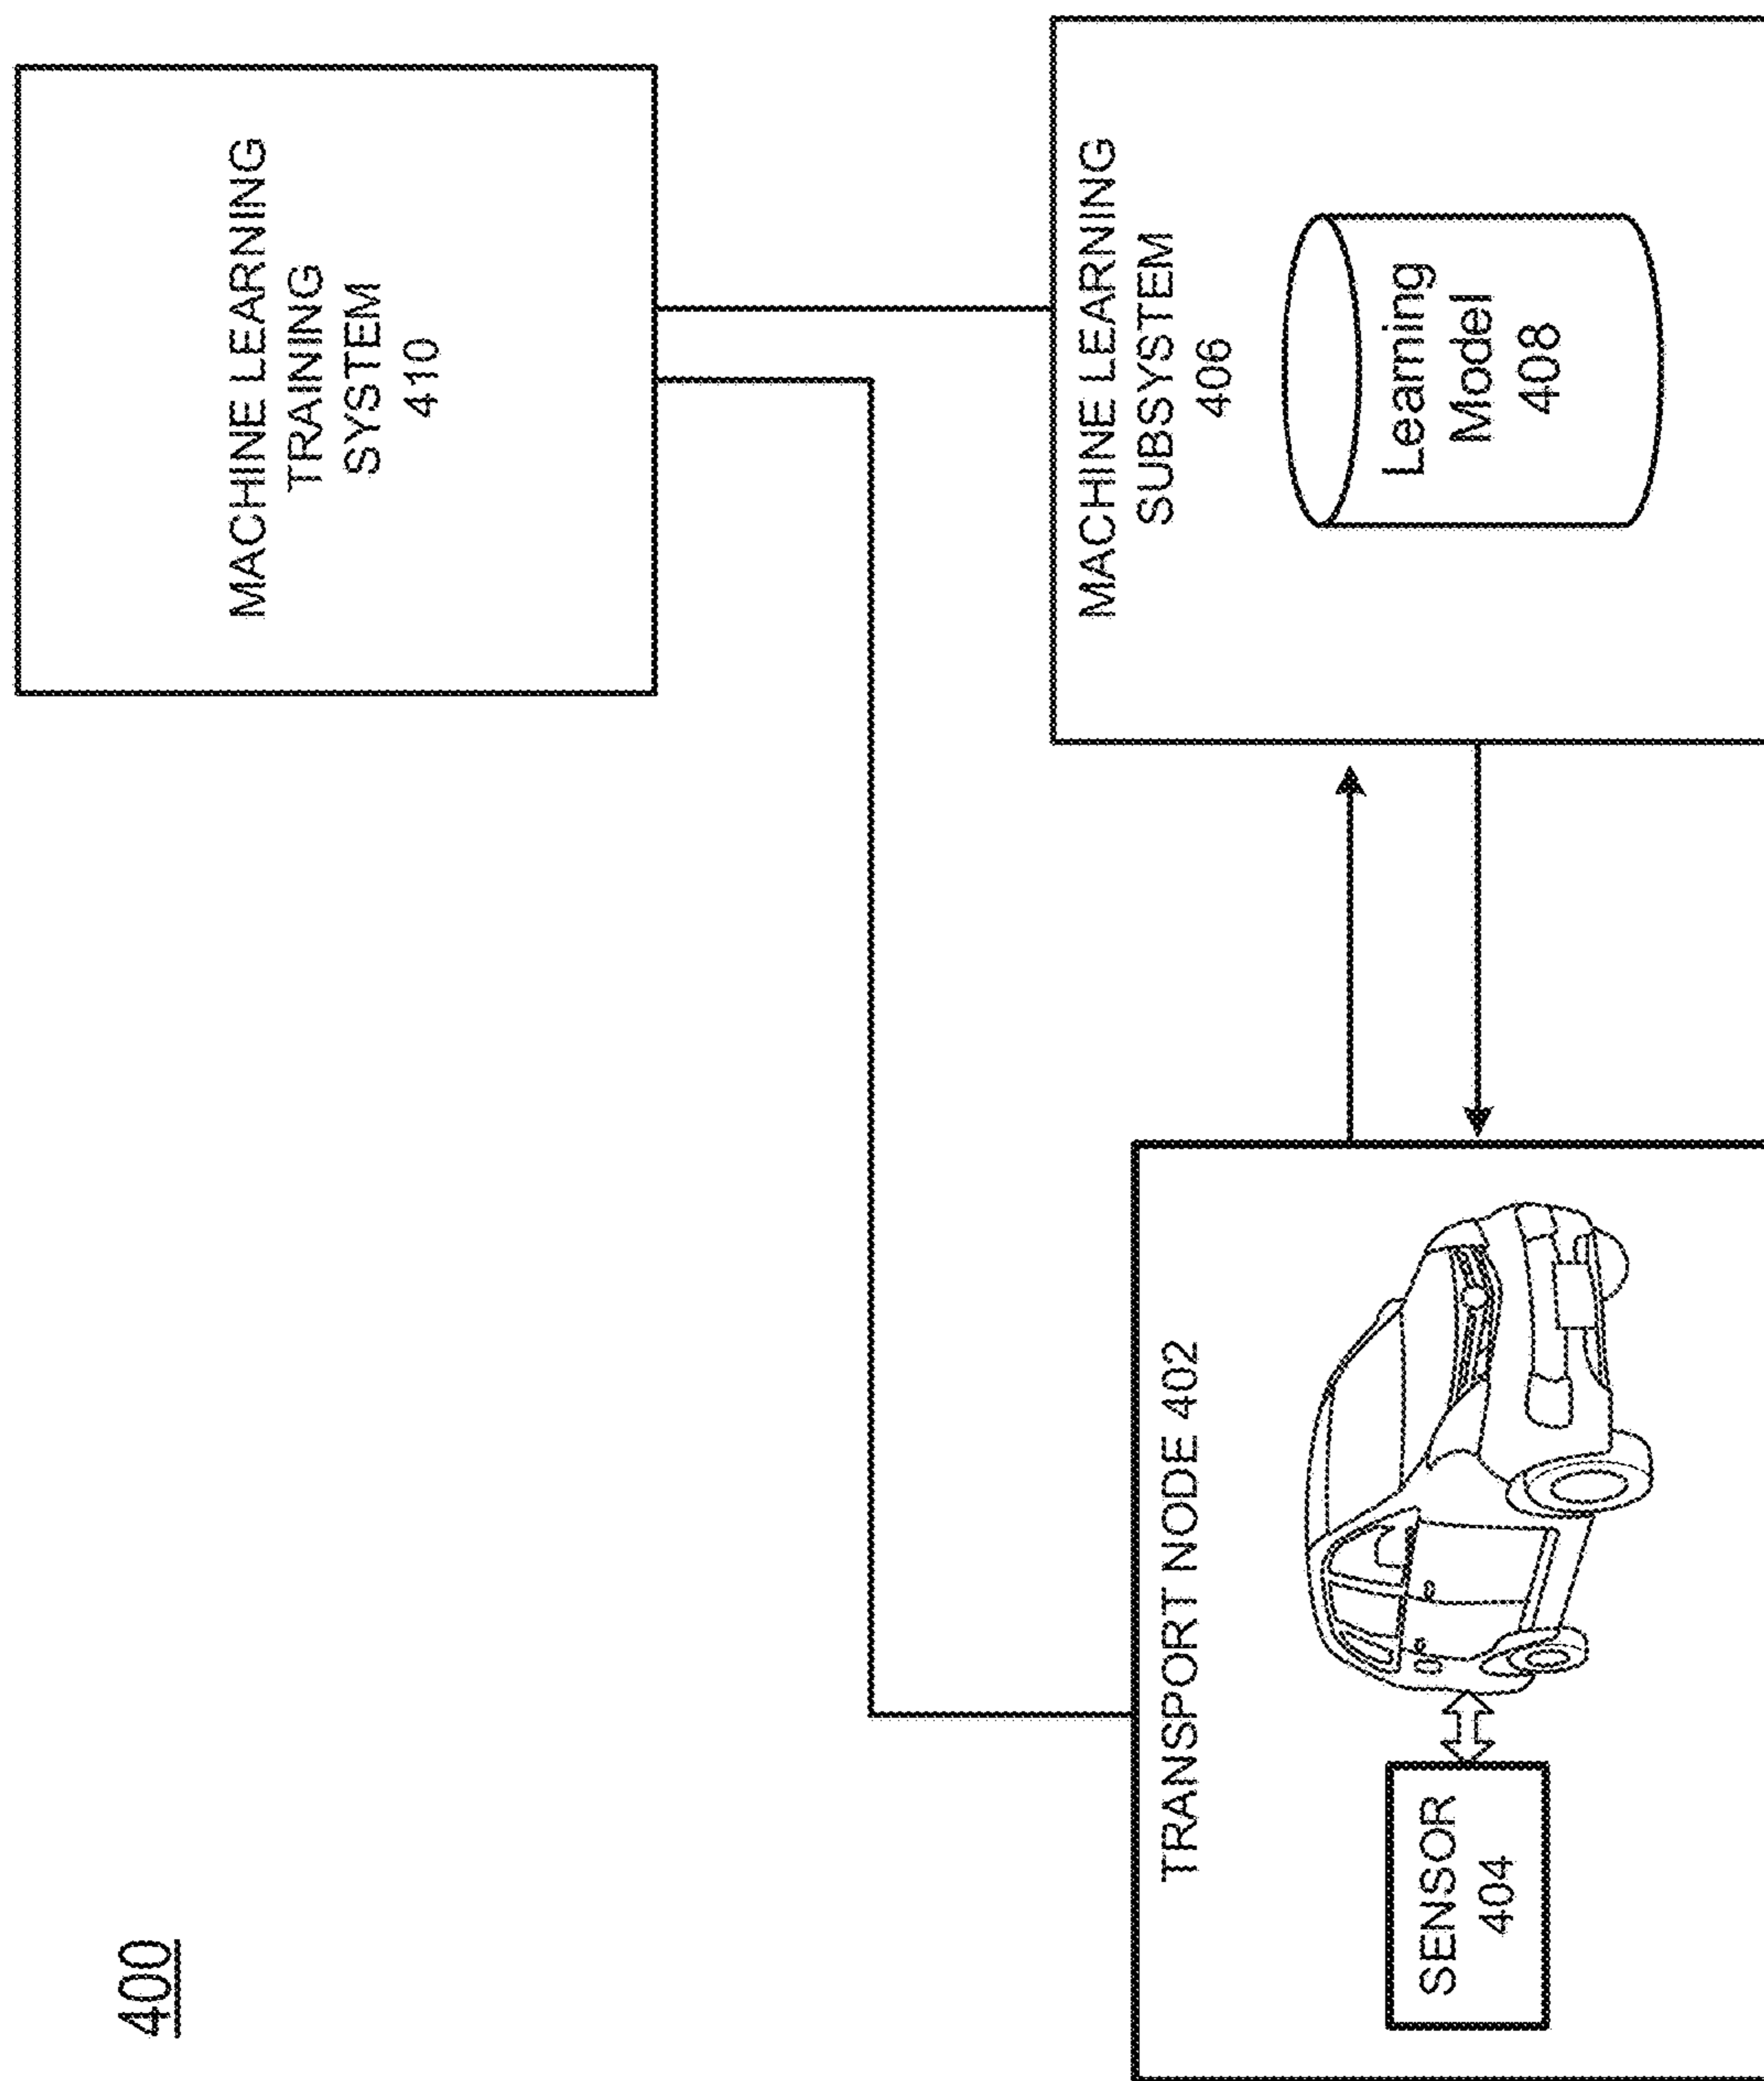 400
MACHINE LEARNING
TRAINING
SYSTEM
410
TRANSPORT NODE 402
SENSOR
404
MACHINE LEARNING
SUBSYSTEM
406
Learning
Model
408